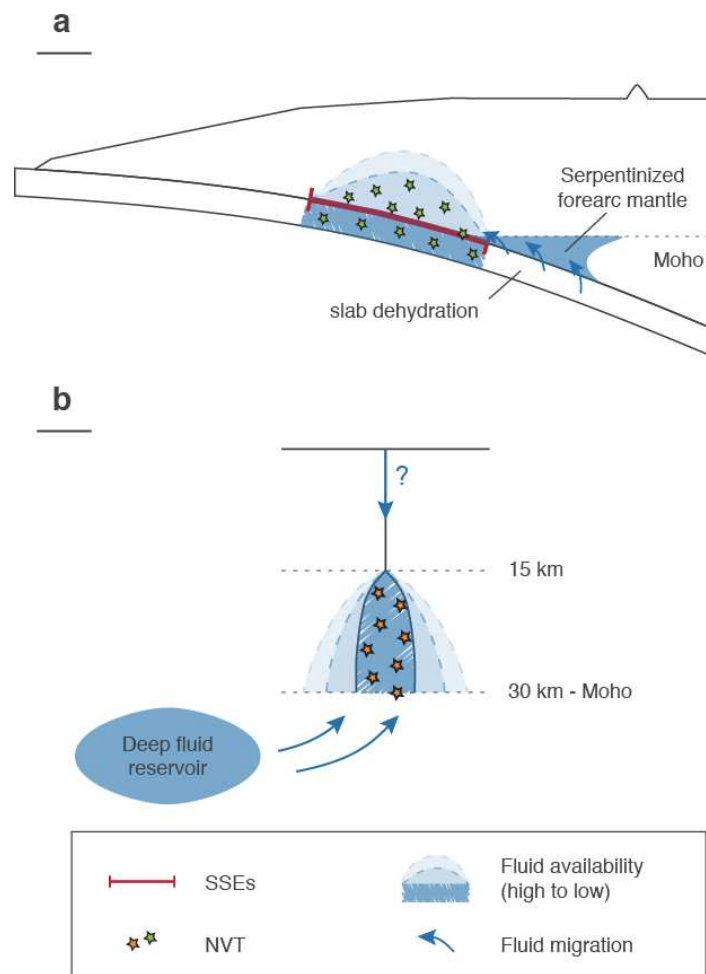 a
Serpentinized
forearc mantle
Moho
slab dehydration
b
?
15 km
30 km - Moho
Deep fluid
reservoir
SSEs
Fluid availability
(high to low)
NVT
Fluid migration